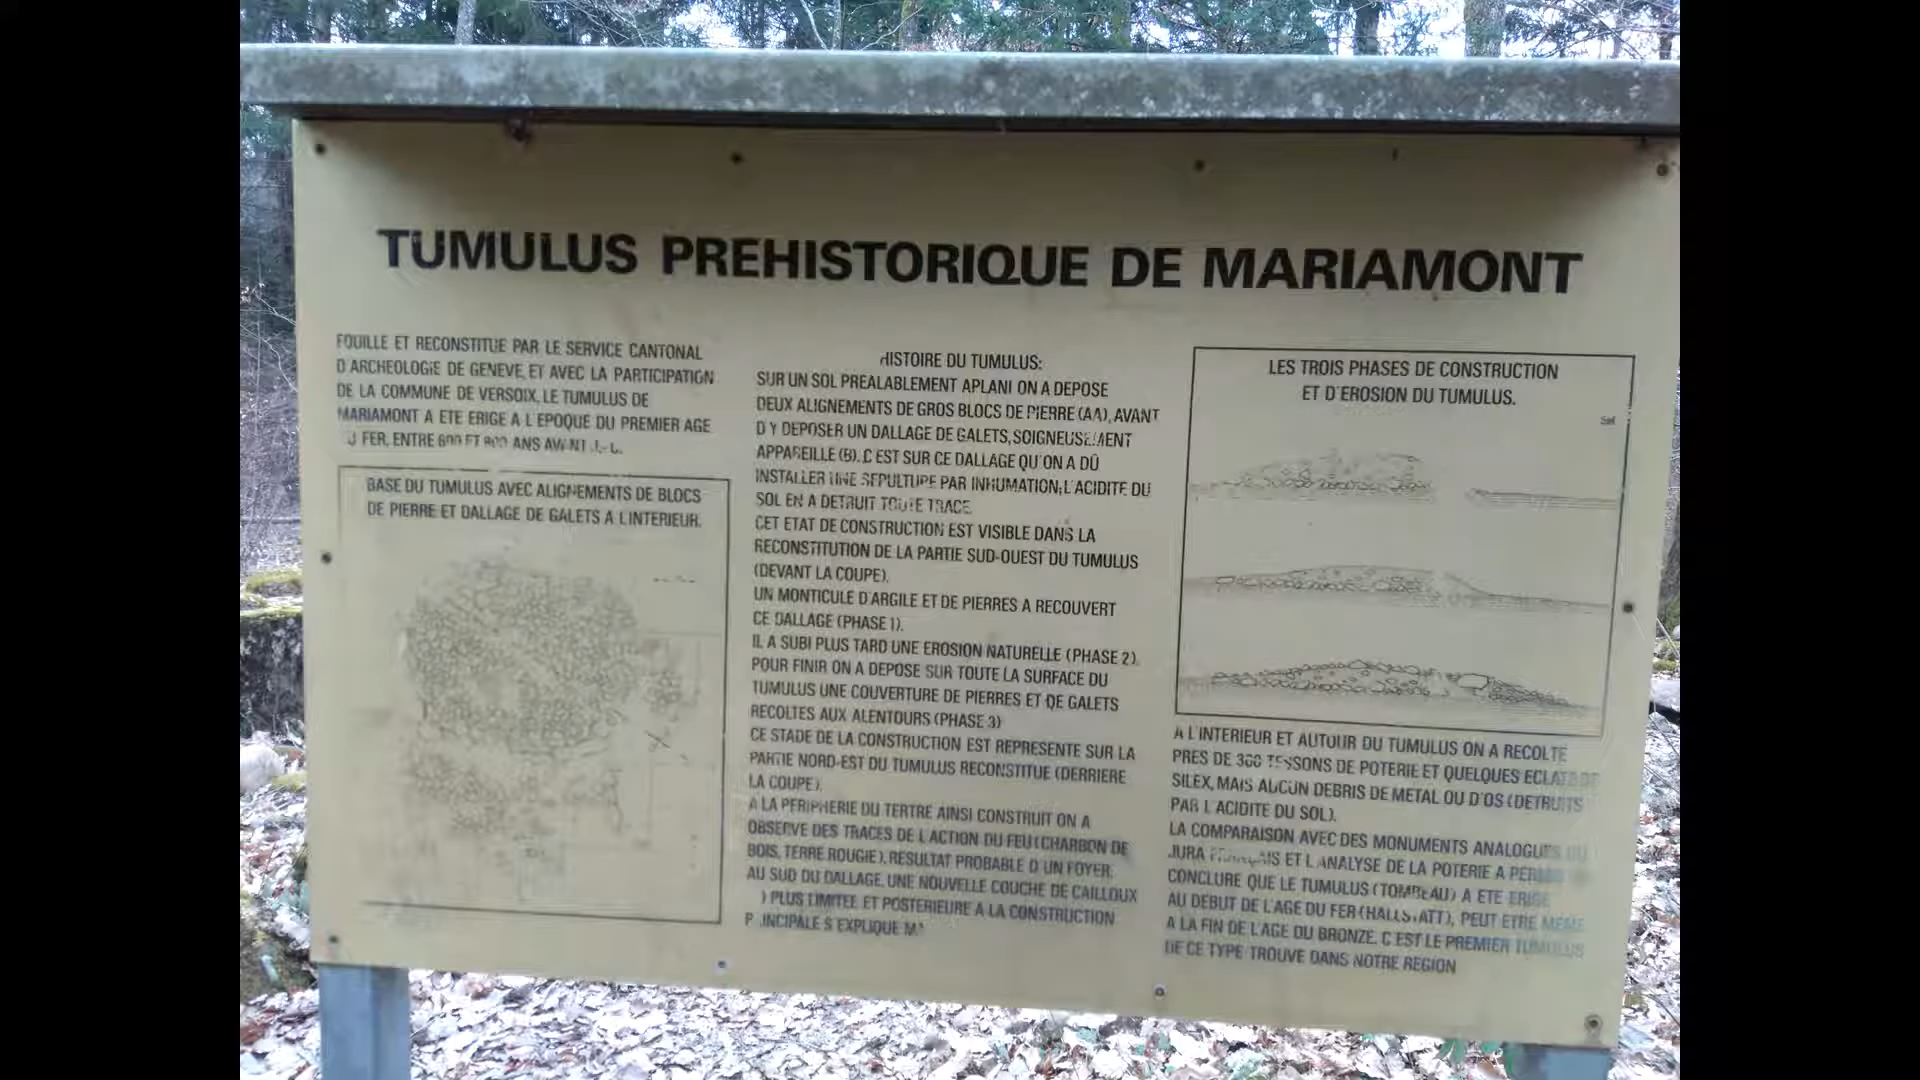 TUMULUS PREHISTORIQUE DE MARIAMONT
FOUILLE ET RECONSTITUE PAR LE SERVICE CANTONAL
D'ARCHEOLOGIE DE GENEVE, ET AVEC LA PARTICIPATION
DE LA COMMUNE DE VERSOIX, LE TUMULUS DE
MARIAMONT A ETE ERIGE A L'EPOQUE DU PREMIER AGE
FER, ENTRE ET ANS AVANT
BASE DU TUMULUS AVEC ALIGNEMENTS DE BLOCS
DE PIERRE ET DALLAGE DE GALETS A L'INTERIEUR.
HISTOIRE DU TUMULUS:
SUR UN SOL PREALABLEMENT APLANI ON A DEPOSE
DEUX ALIGNEMENTS DE GROS BLOCS DE PIERRE (AA), AVANT
D'Y DEPOSER UN DALLAGE DE GALETS, SOIGNEUSEMENT
APPAREILLE (B). C'EST SUR CE DALLAGE QU'ON A DÛ
INSTALLER UNE SEPULTURE PAR INHUMATION; L'ACIDITE DU
SOL EN A DETRUIT TOUTE TRACE.
CET ETAT DE CONSTRUCTION EST VISIBLE DANS LA
RECONSTITUTION DE LA PARTIE SUD-OUEST DU TUMULUS
(DEVANT LA COUPE).
UN MONTICULE D'ARGILE ET DE PIERRES A RECOUVERT
CE DALLAGE (PHASE 1).
IL A SUBI PLUS TARD UNE EROSION NATURELLE (PHASE 2).
POUR FINIR ON A DEPOSE SUR TOUTE LA SURFACE DU
TUMULUS UNE COUVERTURE DE PIERRES ET DE GALETS
RECOLTES AUX ALENTOURS (PHASE 3)
CE STADE DE LA CONSTRUCTION EST REPRESENTE SUR LA
PARTIE NORD-EST DU TUMULUS RECONSTITUE (DERRIERE
LA COUPE).
A LA PERIPHERIE DU TERTRE AINSI CONSTRUIT ON A
OBSERVE DES TRACES DE L'ACTION DU FEU (CHARBON DE
BOIS, TERRE ROUGIE), RESULTAT PROBABLE D'UN FOYER.
AU SUD DU DALLAGE, UNE NOUVELLE COUCHE DE CAILLOUX
PLUS LIMITEE ET POSTERIEURE A LA CONSTRUCTION
PRINCIPALE S'EXPLIQUE
LES TROIS PHASES DE CONSTRUCTION
ET D'EROSION DU TUMULUS.
A L'INTERIEUR ET AUTOUR DU TUMULUS ON A RECOLTE
PRES DE 300 TESSONS DE POTERIE ET QUELQUES ECLATS DE
SILEX, MAIS AUCUN DEBRIS DE METAL OU D'OS (DETRUITS
PAR L'ACIDITE DU SOL).
LA COMPARAISON AVEC DES MONUMENTS ANALOGUES DU
JURA FRANÇAIS ET L'ANALYSE DE LA POTERIE A PERMIS
CONCLURE QUE LE TUMULUS (TOMBEAU) A ETE ERIGE
AU DEBUT DE L'AGE DU FER (HALLSTATT), PEUT ETRE MEME
A LA FIN DE L'AGE DU BRONZE. C'EST LE PREMIER TUMULUS
DE CE TYPE TROUVE DANS NOTRE REGION